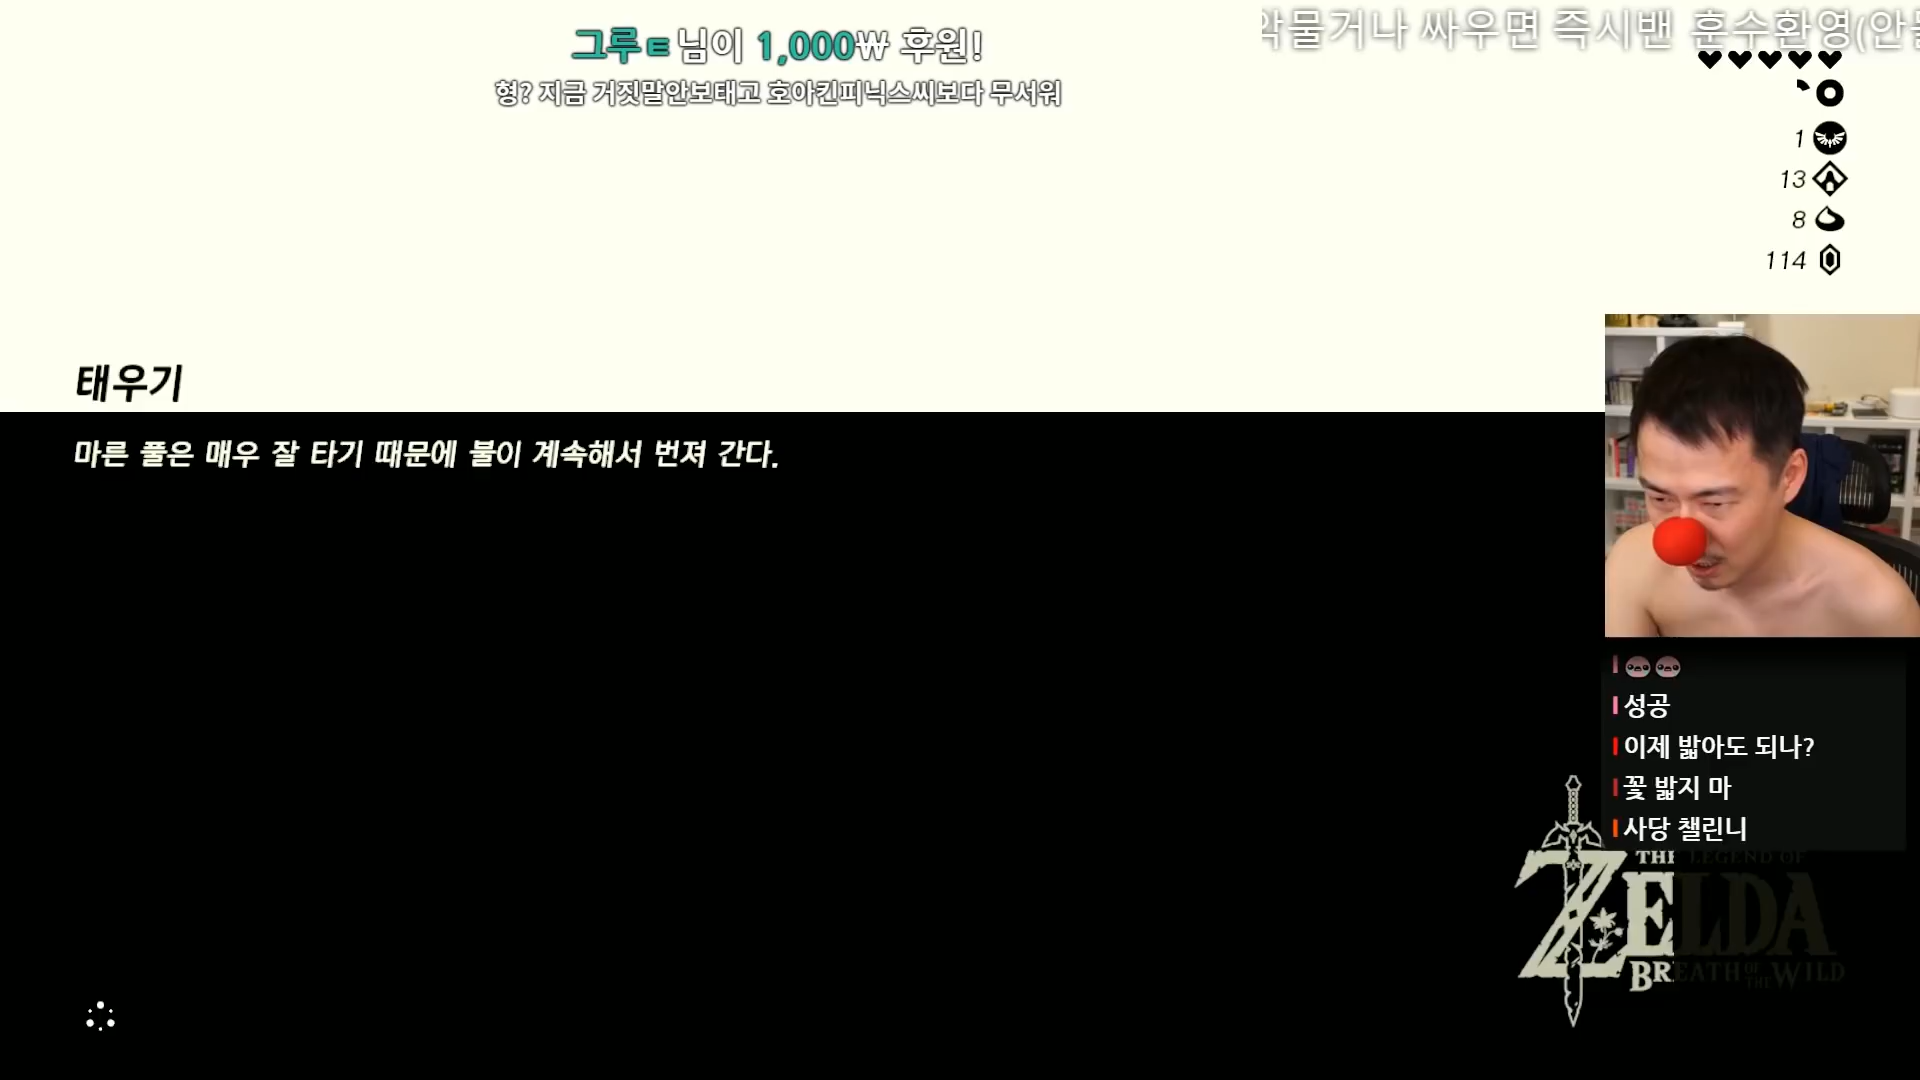 그루ㅌ님이 1,000₩ 후원!
형? 지금 거짓말안보태고 호아킨피닉스씨보다 무서워
물거나 싸우면 즉시밴 훈수환영(안
1
13
8
114
태우기
마른 풀은 매우 잘 타기 때문에 불이 계속해서 번져 간다.
성공
이제 밟아도 되나?
꽃 밟지 마
사당 챌린니
THE LEGEND OF
ZELDA
BREATH OF THE WILD